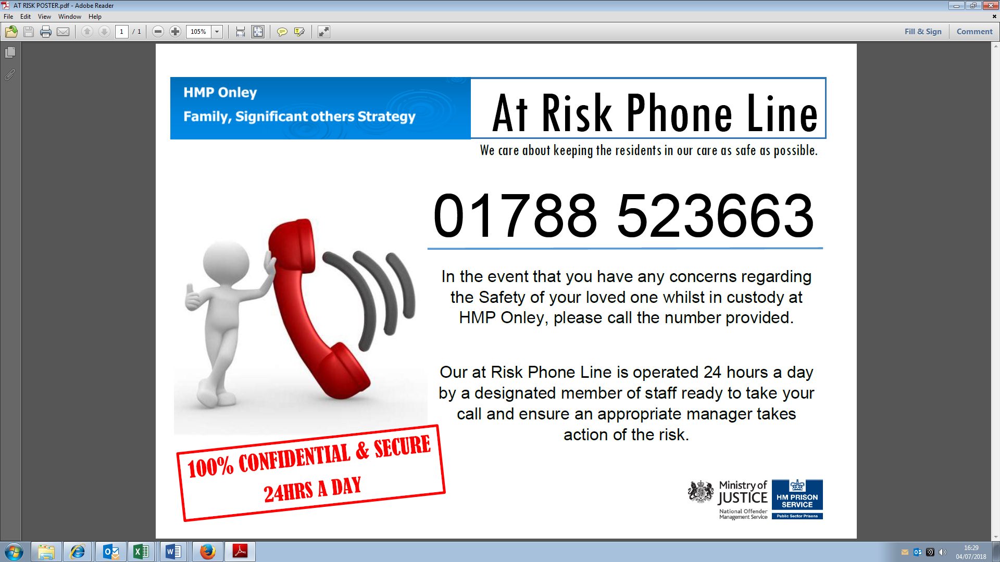 AT RISK POSTER.pdf - Adobe Reader
File Edit View Window Help
1 / 1 105% Fill & Sign Comment
HMP Onley
Family, Significant others Strategy
At Risk Phone Line
We care about keeping the residents in our care as safe as possible.
01788 523663
In the event that you have any concerns regarding
the Safety of your loved one whilst in custody at
HMP Onley, please call the number provided.
Our at Risk Phone Line is operated 24 hours a day
by a designated member of staff ready to take your
call and ensure an appropriate manager takes
action of the risk.
100% CONFIDENTIAL & SECURE
24HRS A DAY
Ministry of
JUSTICE
National Offender
Management Service
HM PRISON
SERVICE
Public Sector Prisons
16:29
04/07/2018